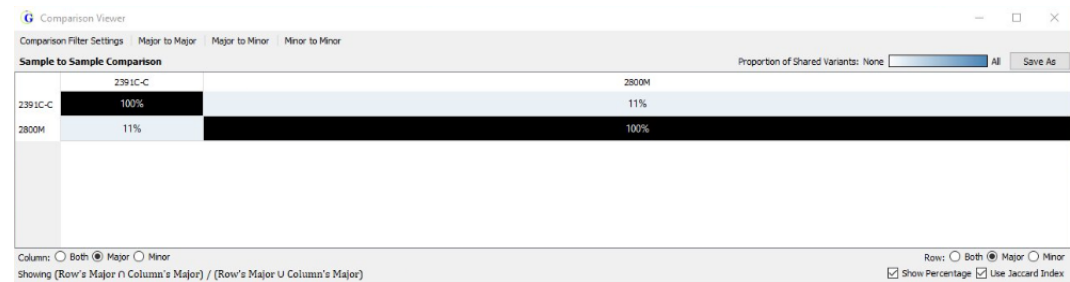 G Comparison Viewer
Comparison Filter Settings Major to Major Major to Minor Minor to Minor
Sample to Sample Comparison Proportion of Shared Variants: None All Save As
2391C-C 2800M
2391C-C 100% 11%
2800M 11% 100%
Column: Both Major Minor Row: Both Major Minor
Showing (Row's Major ∩ Column's Major) / (Row's Major ∪ Column's Major) Show Percentage Use Jaccard Index